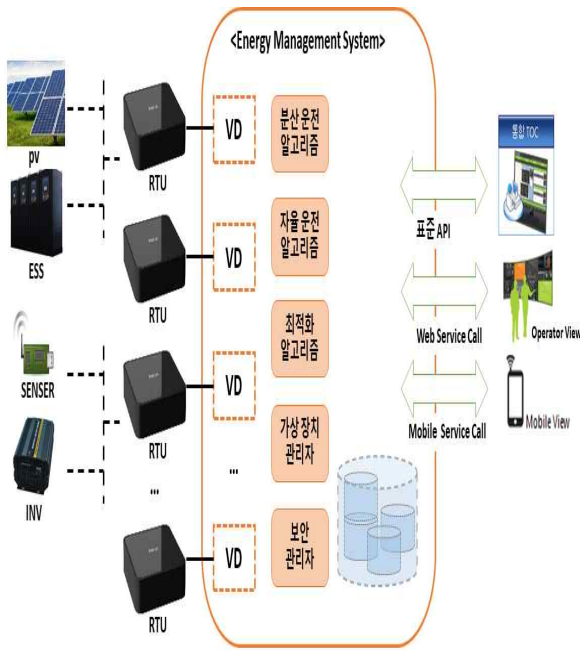 <Energy Management System>
pv
ESS
SENSER
INV
RTU
RTU
RTU
...
RTU
VD
VD
VD
...
VD
분산 운전
알고리즘
자율 운전
알고리즘
최적화
알고리즘
가상 장치
관리자
보안
관리자
표준 API
Web Service Call
Mobile Service Call
통합 TOC
Operator View
Mobile View